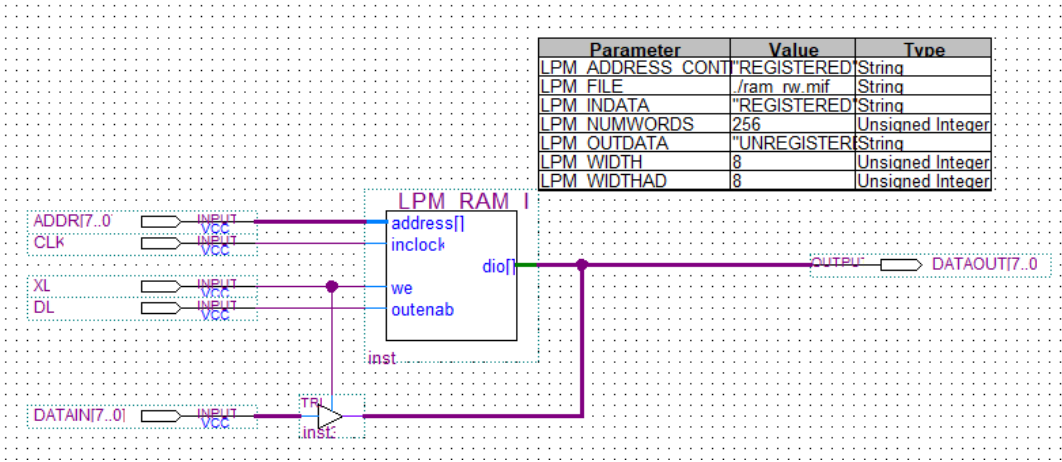 Parameter Value Type
LPM_ADDRESS_CONT "REGISTERED" String
LPM_FILE ./ram_rw.mif String
LPM_INDATA "REGISTERED" String
LPM_NUMWORDS 256 Unsigned Integer
LPM_OUTDATA "UNREGISTERE String
LPM_WIDTH 8 Unsigned Integer
LPM_WIDTHAD 8 Unsigned Integer
LPM_RAM_I
ADDR[7..0] INPUT VCC address[]
CLK INPUT VCC inclock
dio[] OUTPUT DATAOUT[7..0
XL INPUT VCC we
DL INPUT VCC outenab
inst
TRI
DATAIN[7..0] INPUT VCC
inst